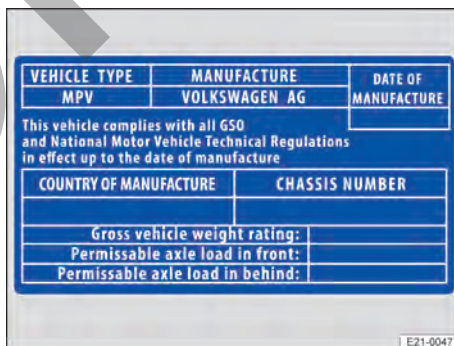 VEHICLE TYPE MANUFACTURE DATE OF MANUFACTURE
MPV VOLKSWAGEN AG
This vehicle complies with all GSO
and National Motor Vehicle Technical Regulations
in effect up to the date of manufacture
COUNTRY OF MANUFACTURE CHASSIS NUMBER
Gross vehicle weight rating:
Permissable axle load in front:
Permissable axle load in behind:
E21-0047